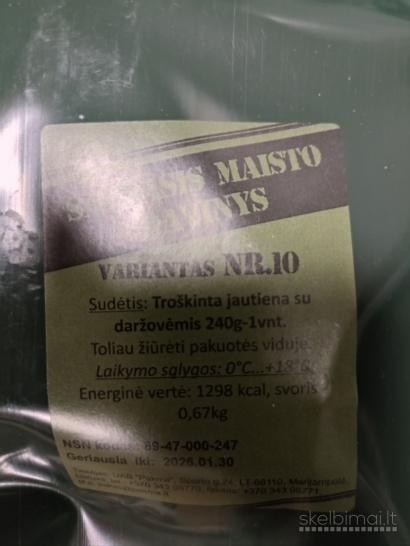 MAISTO
VARIANTAS NR.10
Sudėtis: Troškinta jautiena su
daržovėmis 240g-1vnt.
Toliau žiūrėti pakuotės viduje.
Laikymo sąlygos: 0°C...+18°C.
Energinė vertė: 1298 kcal, svoris
0,67kg
NSN kodas: 89-47-000-247
Geriausia iki: 2026.01.30
skelbimai.lt